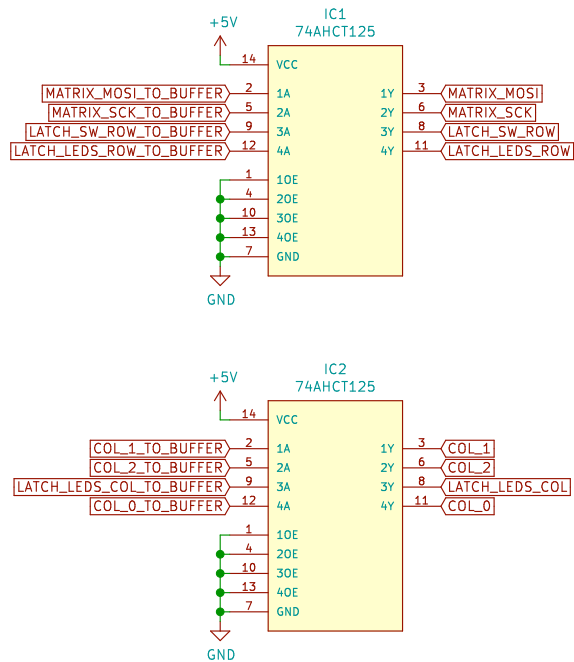 IC1
74AHCT125
+5V
14 VCC
MATRIX_MOSI_TO_BUFFER 2 1A 1Y 3 MATRIX_MOSI
MATRIX_SCK_TO_BUFFER 5 2A 2Y 6 MATRIX_SCK
LATCH_SW_ROW_TO_BUFFER 9 3A 3Y 8 LATCH_SW_ROW
LATCH_LEDS_ROW_TO_BUFFER 12 4A 4Y 11 LATCH_LEDS_ROW
1 1OE
4 2OE
10 3OE
13 4OE
7 GND
GND
IC2
74AHCT125
+5V
14 VCC
COL_1_TO_BUFFER 2 1A 1Y 3 COL_1
COL_2_TO_BUFFER 5 2A 2Y 6 COL_2
LATCH_LEDS_COL_TO_BUFFER 9 3A 3Y 8 LATCH_LEDS_COL
COL_0_TO_BUFFER 12 4A 4Y 11 COL_0
1 1OE
4 2OE
10 3OE
13 4OE
7 GND
GND